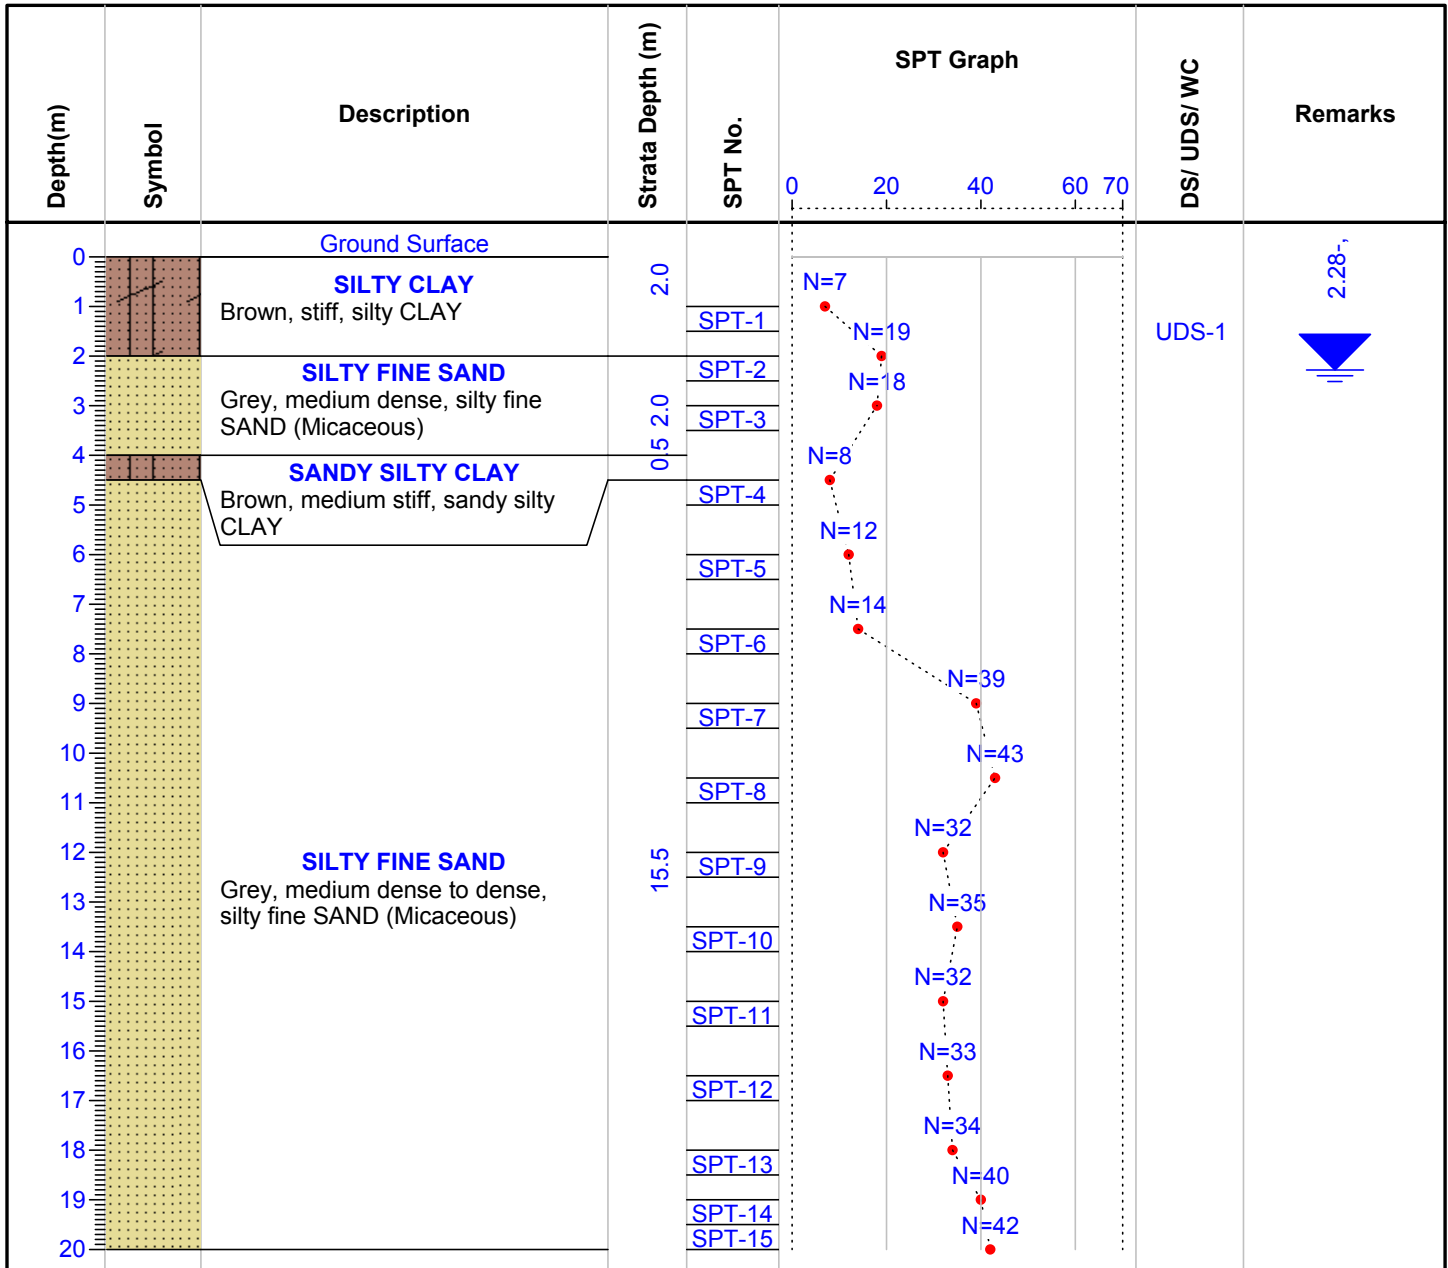 Depth(m)
Symbol
Description
Strata Depth (m)
SPT No.
SPT Graph
0 20 40 60 70
DS/ UDS/ WC
Remarks
Ground Surface
0
1
2
3
4
5
6
7
8
9
10
11
12
13
14
15
16
17
18
19
20
SILTY CLAY
Brown, stiff, silty CLAY
SILTY FINE SAND
Grey, medium dense, silty fine
SAND (Micaceous)
SANDY SILTY CLAY
Brown, medium stiff, sandy silty
CLAY
SILTY FINE SAND
Grey, medium dense to dense,
silty fine SAND (Micaceous)
2.0
2.0
0.5
15.5
SPT-1
SPT-2
SPT-3
SPT-4
SPT-5
SPT-6
SPT-7
SPT-8
SPT-9
SPT-10
SPT-11
SPT-12
SPT-13
SPT-14
SPT-15
N=7
N=19
N=18
N=8
N=12
N=14
N=39
N=43
N=32
N=35
N=32
N=33
N=34
N=40
N=42
UDS-1
2.28-,